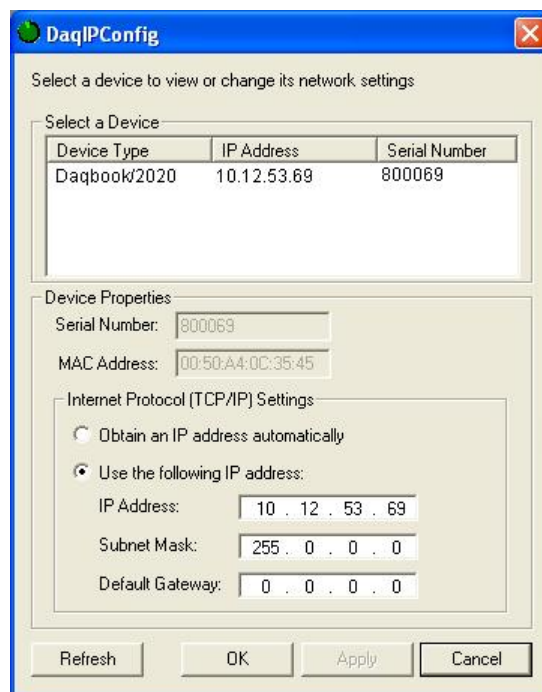 DaqIPConfig
Select a device to view or change its network settings
Select a Device
Device Type IP Address Serial Number
Daqbook/2020 10.12.53.69 800069
Device Properties
Serial Number: 800069
MAC Address: 00:50:A4:0C:35:45
Internet Protocol (TCP/IP) Settings
Obtain an IP address automatically
Use the following IP address:
IP Address: 10 . 12 . 53 . 69
Subnet Mask: 255 . 0 . 0 . 0
Default Gateway: 0 . 0 . 0 . 0
Refresh OK Apply Cancel